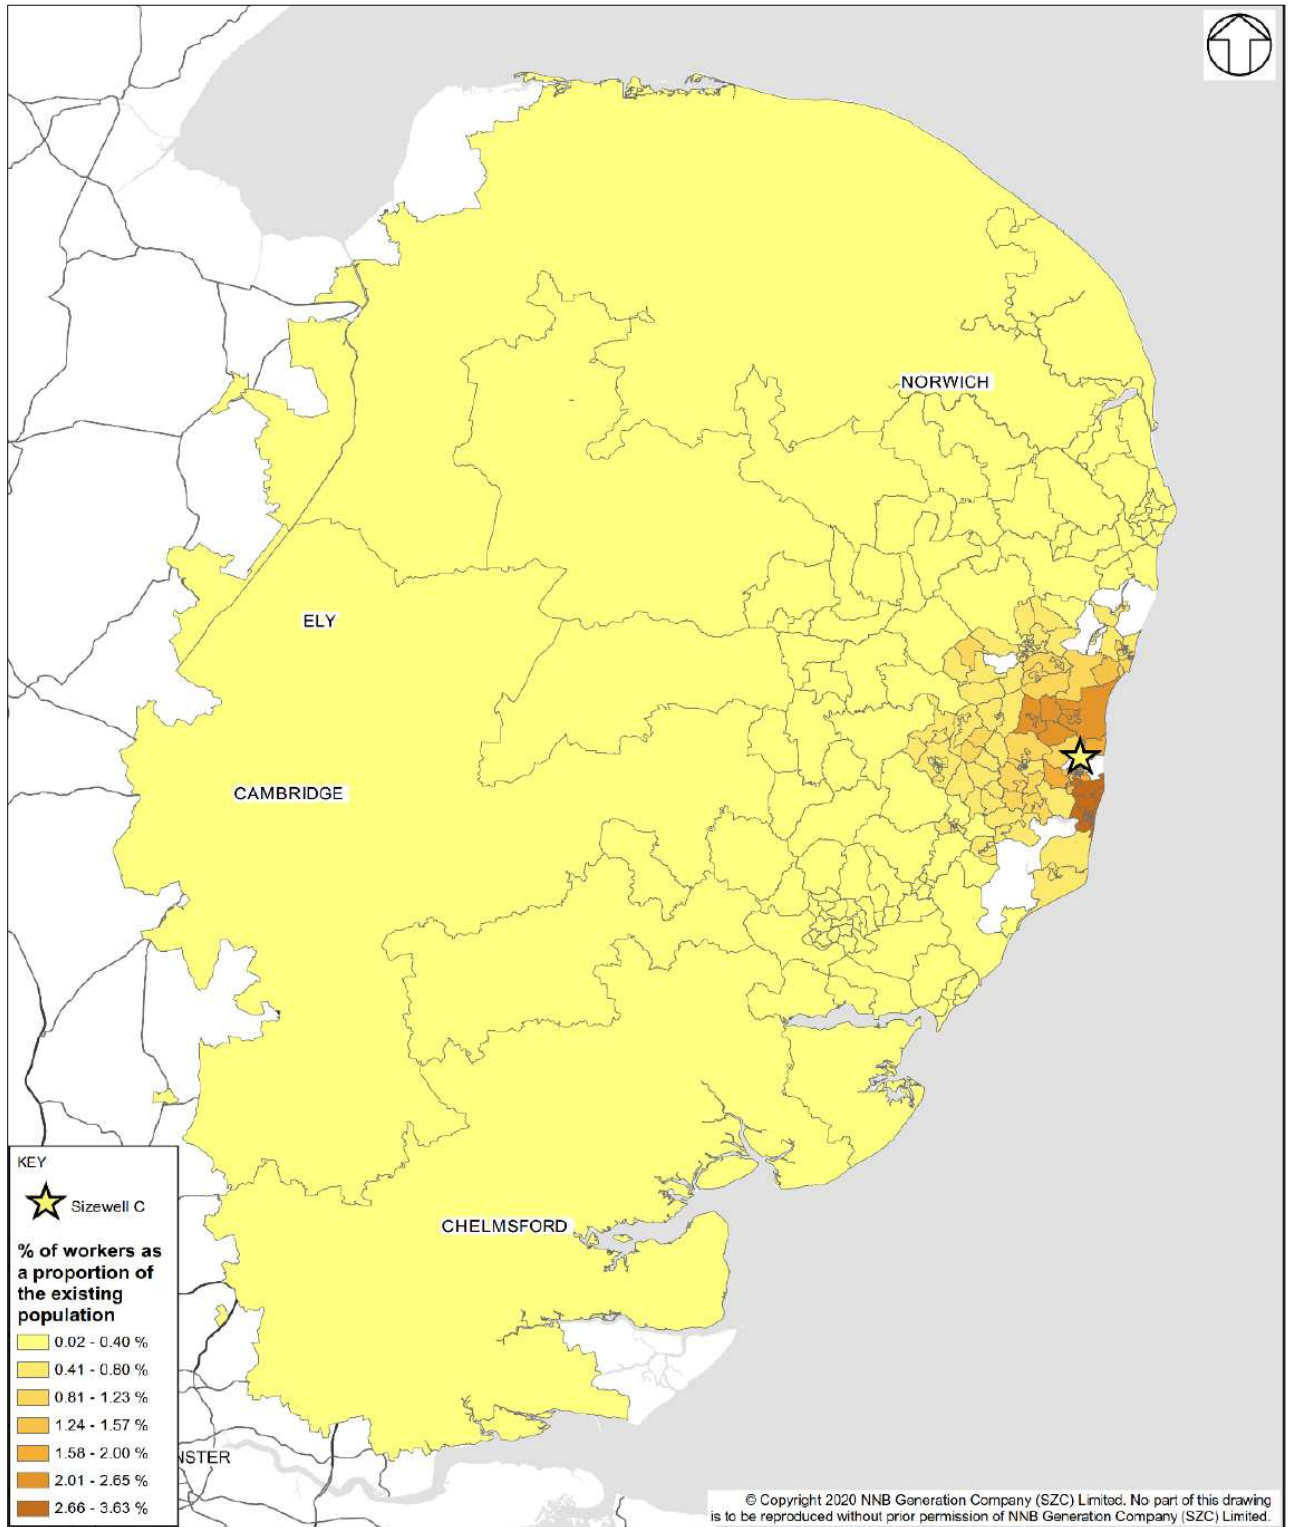 NORWICH
ELY
CAMBRIDGE
CHELMSFORD
KEY
Sizewell C
% of workers as
a proportion of
the existing
population
0.02 - 0.40 %
0.41 - 0.80 %
0.81 - 1.23 %
1.24 - 1.57 %
1.58 - 2.00 %
2.01 - 2.65 %
2.66 - 3.63 %
NSTER
© Copyright 2020 NNB Generation Company (SZC) Limited. No part of this drawing
is to be reproduced without prior permission of NNB Generation Company (SZC) Limited.